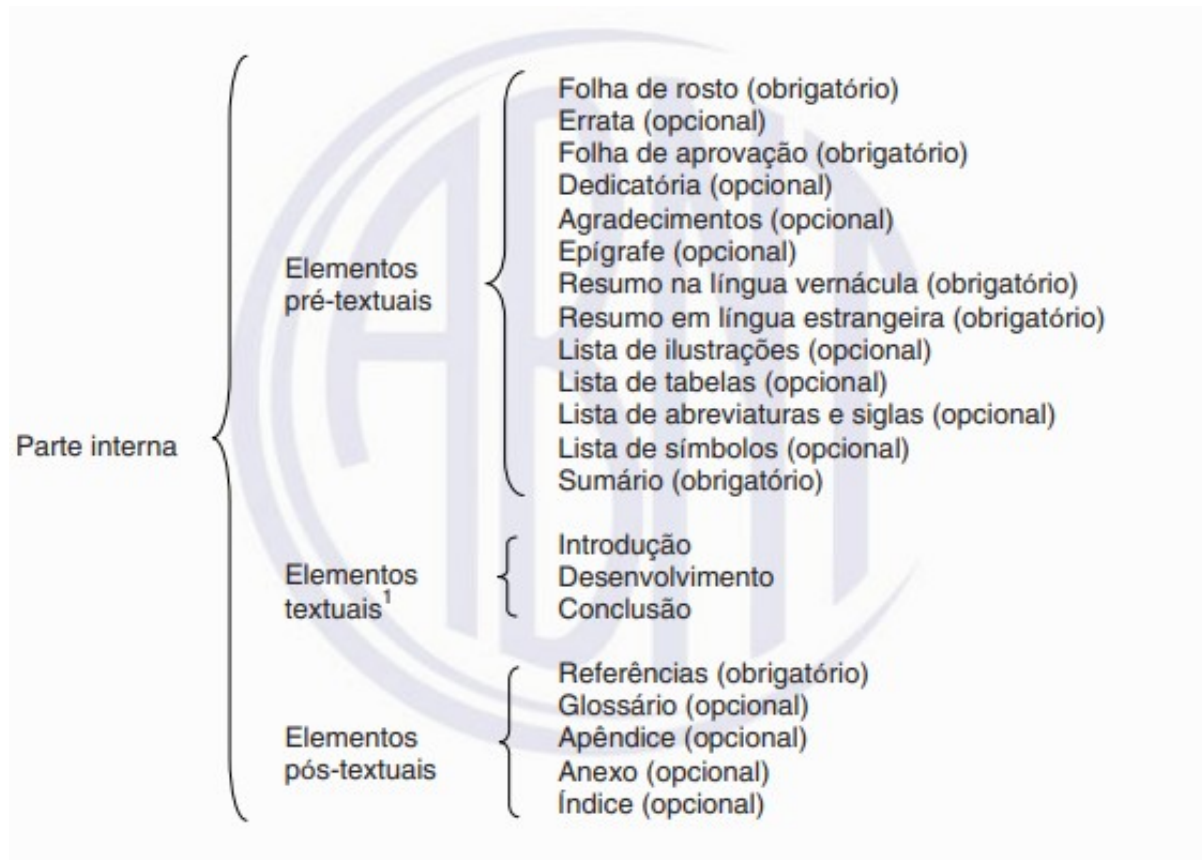 Parte interna
Elementos
pré-textuais
Folha de rosto (obrigatório)
Errata (opcional)
Folha de aprovação (obrigatório)
Dedicatória (opcional)
Agradecimentos (opcional)
Epígrafe (opcional)
Resumo na língua vernácula (obrigatório)
Resumo em língua estrangeira (obrigatório)
Lista de ilustrações (opcional)
Lista de tabelas (opcional)
Lista de abreviaturas e siglas (opcional)
Lista de símbolos (opcional)
Sumário (obrigatório)
Elementos
textuais¹
Introdução
Desenvolvimento
Conclusão
Elementos
pós-textuais
Referências (obrigatório)
Glossário (opcional)
Apêndice (opcional)
Anexo (opcional)
Índice (opcional)
ABNT